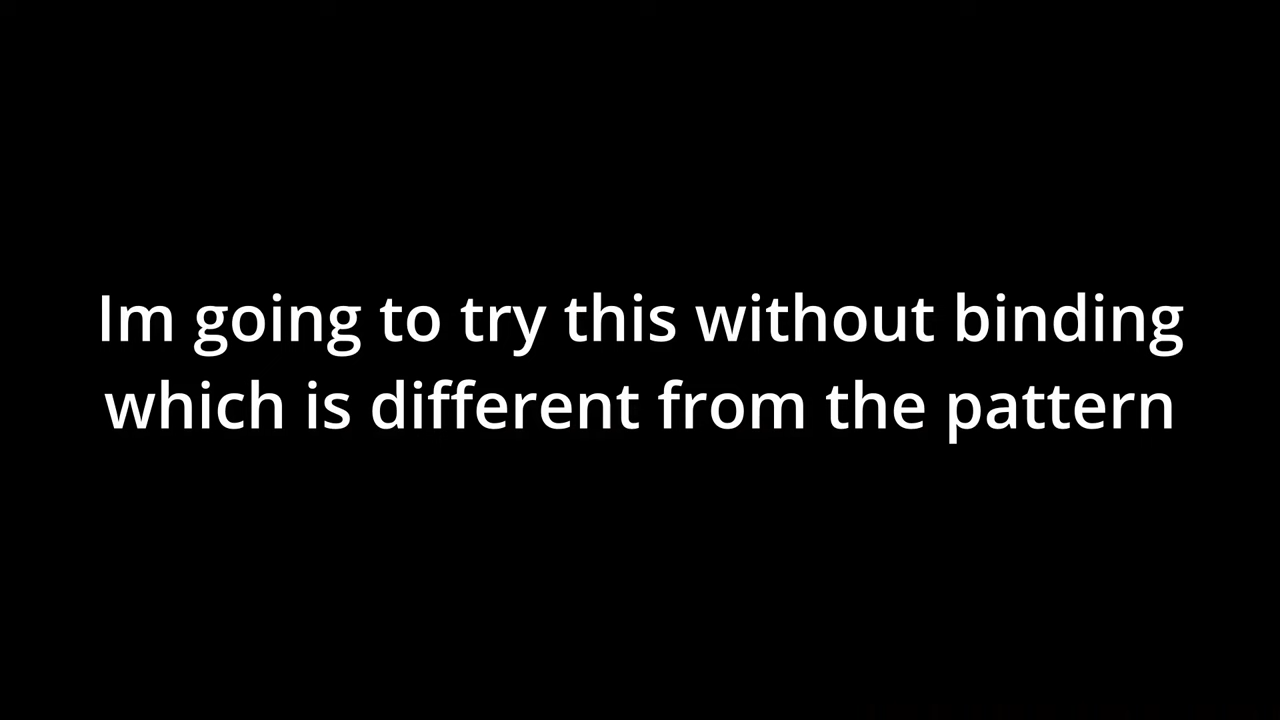 Im going to try this without binding
which is different from the pattern